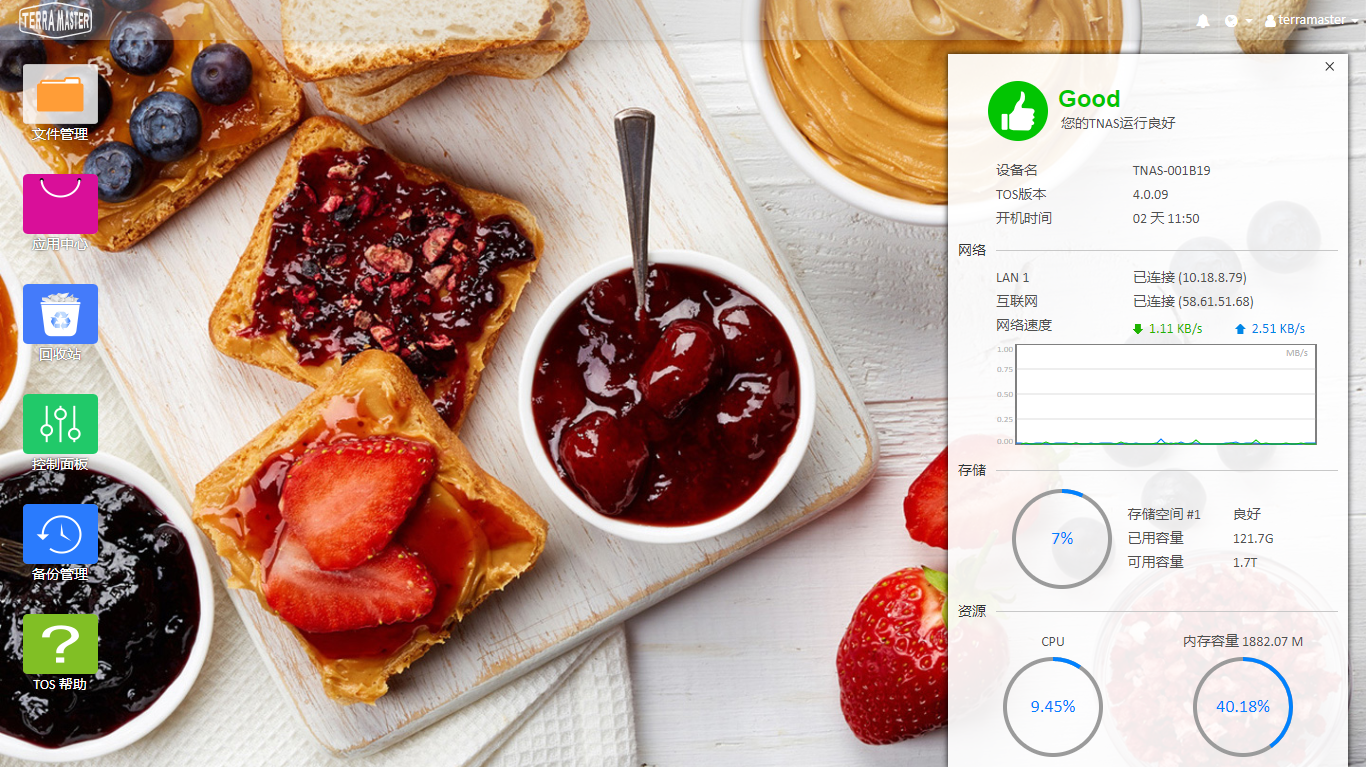 TERRA MASTER
terramaster
文件管理
应用中心
回收站
控制面板
备份管理
TOS 帮助
Good
您的TNAS运行良好
设备名 TNAS-001B19
TOS版本 4.0.09
开机时间 02 天 11:50
网络
LAN 1 已连接 (10.18.8.79)
互联网 已连接 (58.61.51.68)
网络速度 1.11 KB/s 2.51 KB/s
MB/s
1.00
0.75
0.50
0.25
0.00
存储
7%
存储空间 #1 良好
已用容量 121.7G
可用容量 1.7T
资源
CPU 内存容量 1882.07 M
9.45% 40.18%